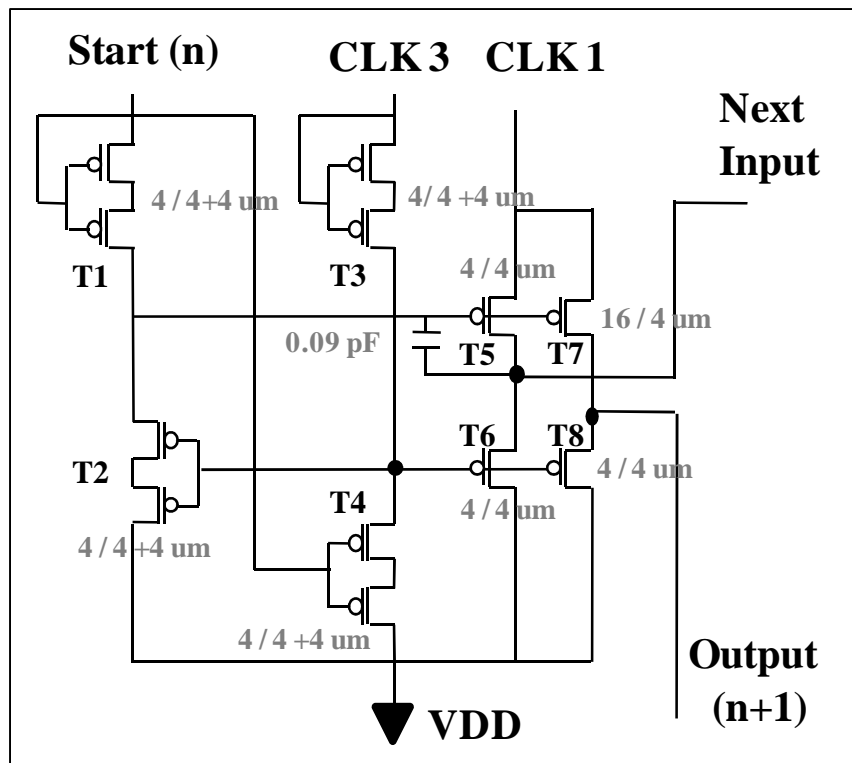 Start (n)
CLK 3
CLK 1
Next
Input
4 / 4+4 um
4/ 4 +4 um
4 / 4 um
T1
T3
16 / 4 um
0.09 pF
T5
T7
T6
T8
T2
T4
4 / 4 um
4 / 4 um
4 / 4 +4 um
4 / 4 +4 um
Output
(n+1)
VDD